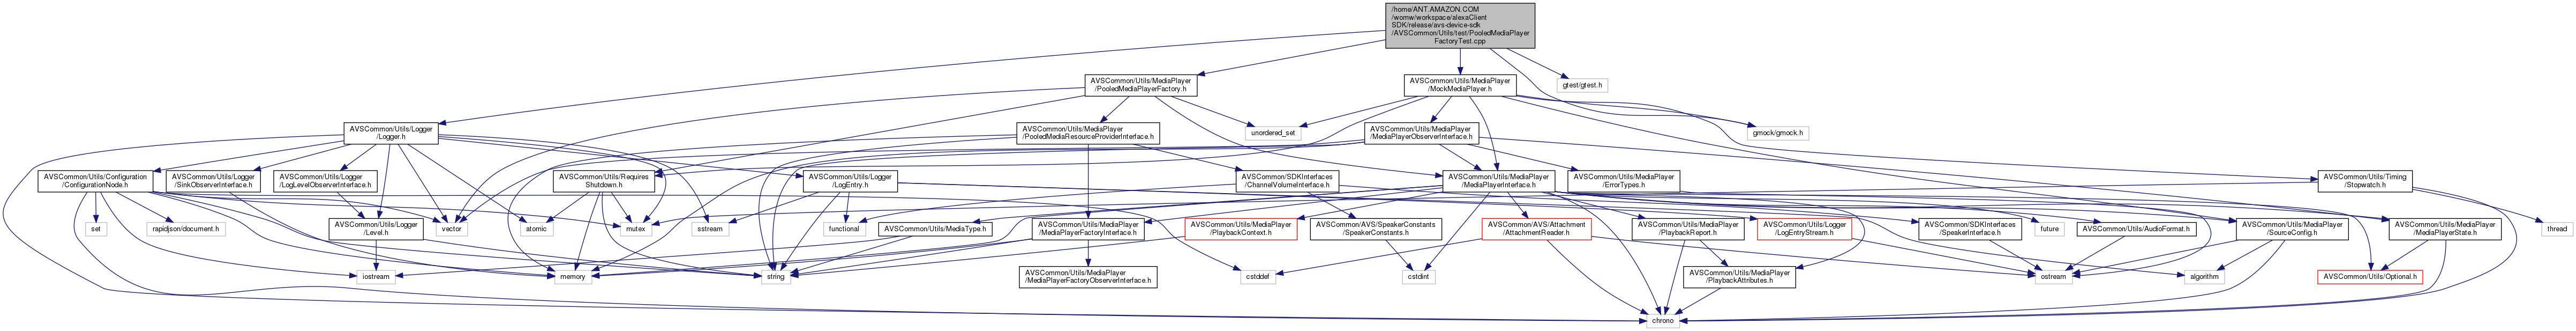 /home/ANT.AMAZON.COM
/womw/workspace/alexaClient
SDK/release/avs-device-sdk
/AVSCommon/Utils/test/PooledMediaPlayer
FactoryTest.cpp
AVSCommon/Utils/MediaPlayer
/PooledMediaPlayerFactory.h
AVSCommon/Utils/MediaPlayer
/MockMediaPlayer.h
gtest/gtest.h
AVSCommon/Utils/Logger
/Logger.h
AVSCommon/Utils/MediaPlayer
/PooledMediaResourceProviderInterface.h
unordered_set
AVSCommon/Utils/MediaPlayer
/MediaPlayerObserverInterface.h
gmock/gmock.h
AVSCommon/Utils/Configuration
/ConfigurationNode.h
AVSCommon/Utils/Logger
/SinkObserverInterface.h
AVSCommon/Utils/Logger
/LogLevelObserverInterface.h
AVSCommon/Utils/Requires
Shutdown.h
AVSCommon/Utils/Logger
/LogEntry.h
AVSCommon/SDKInterfaces
/ChannelVolumeInterface.h
AVSCommon/Utils/MediaPlayer
/MediaPlayerInterface.h
AVSCommon/Utils/MediaPlayer
/ErrorTypes.h
AVSCommon/Utils/Timing
/Stopwatch.h
set
rapidjson/document.h
AVSCommon/Utils/Logger
/Level.h
vector
atomic
mutex
sstream
functional
AVSCommon/Utils/MediaType.h
AVSCommon/Utils/MediaPlayer
/MediaPlayerFactoryInterface.h
AVSCommon/Utils/MediaPlayer
/PlaybackContext.h
AVSCommon/AVS/SpeakerConstants
/SpeakerConstants.h
AVSCommon/AVS/Attachment
/AttachmentReader.h
AVSCommon/Utils/MediaPlayer
/PlaybackReport.h
AVSCommon/Utils/Logger
/LogEntryStream.h
AVSCommon/SDKInterfaces
/SpeakerInterface.h
future
AVSCommon/Utils/AudioFormat.h
AVSCommon/Utils/MediaPlayer
/SourceConfig.h
AVSCommon/Utils/MediaPlayer
/MediaPlayerState.h
thread
iostream
memory
string
AVSCommon/Utils/MediaPlayer
/MediaPlayerFactoryObserverInterface.h
cstddef
cstdint
AVSCommon/Utils/MediaPlayer
/PlaybackAttributes.h
ostream
algorithm
AVSCommon/Utils/Optional.h
chrono